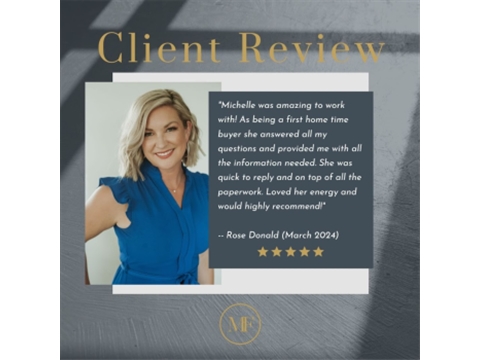 Client Review
"Michelle was amazing to work
with! As being a first home time
buyer she answered all my
questions and provided me with all
the information needed. She was
quick to reply and on top of all the
paperwork. Loved her energy and
would highly recommend!"
-- Rose Donald (March 2024)
MF